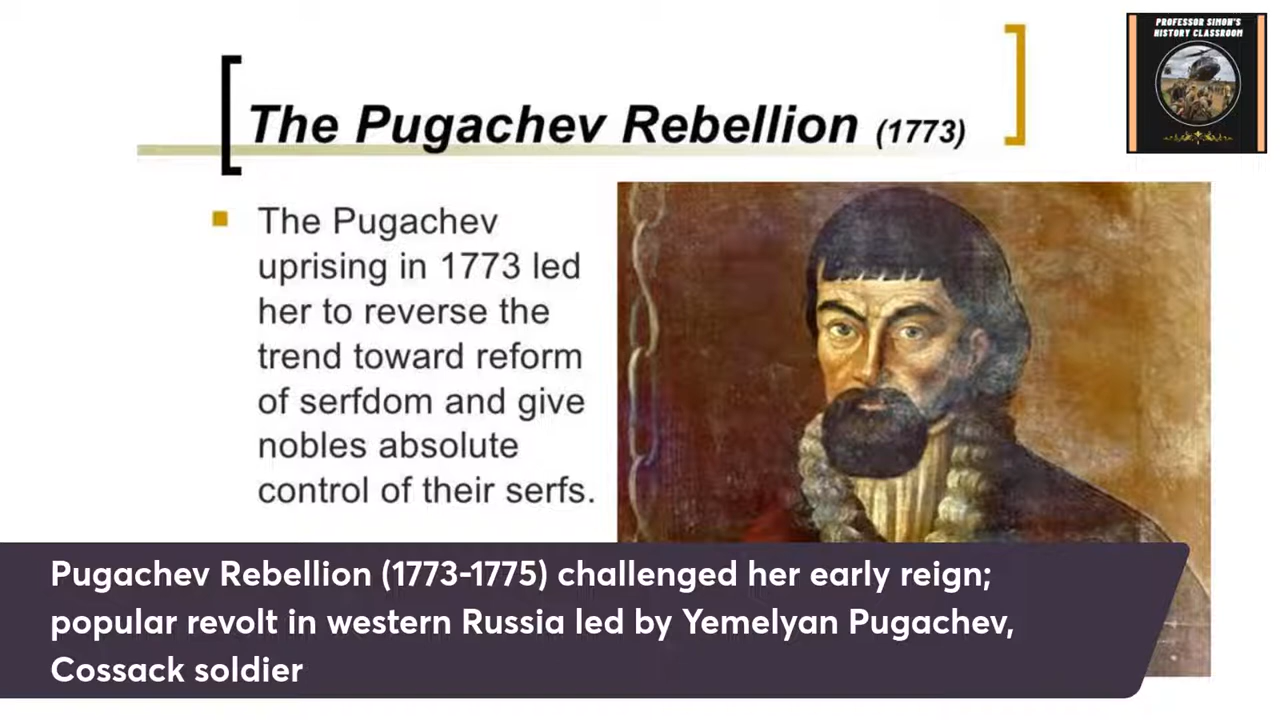 PROFESSOR SIMON'S
HISTORY CLASSROOM
The Pugachev Rebellion (1773)
The Pugachev
uprising in 1773 led
her to reverse the
trend toward reform
of serfdom and give
nobles absolute
control of their serfs.
Pugachev Rebellion (1773-1775) challenged her early reign;
popular revolt in western Russia led by Yemelyan Pugachev,
Cossack soldier